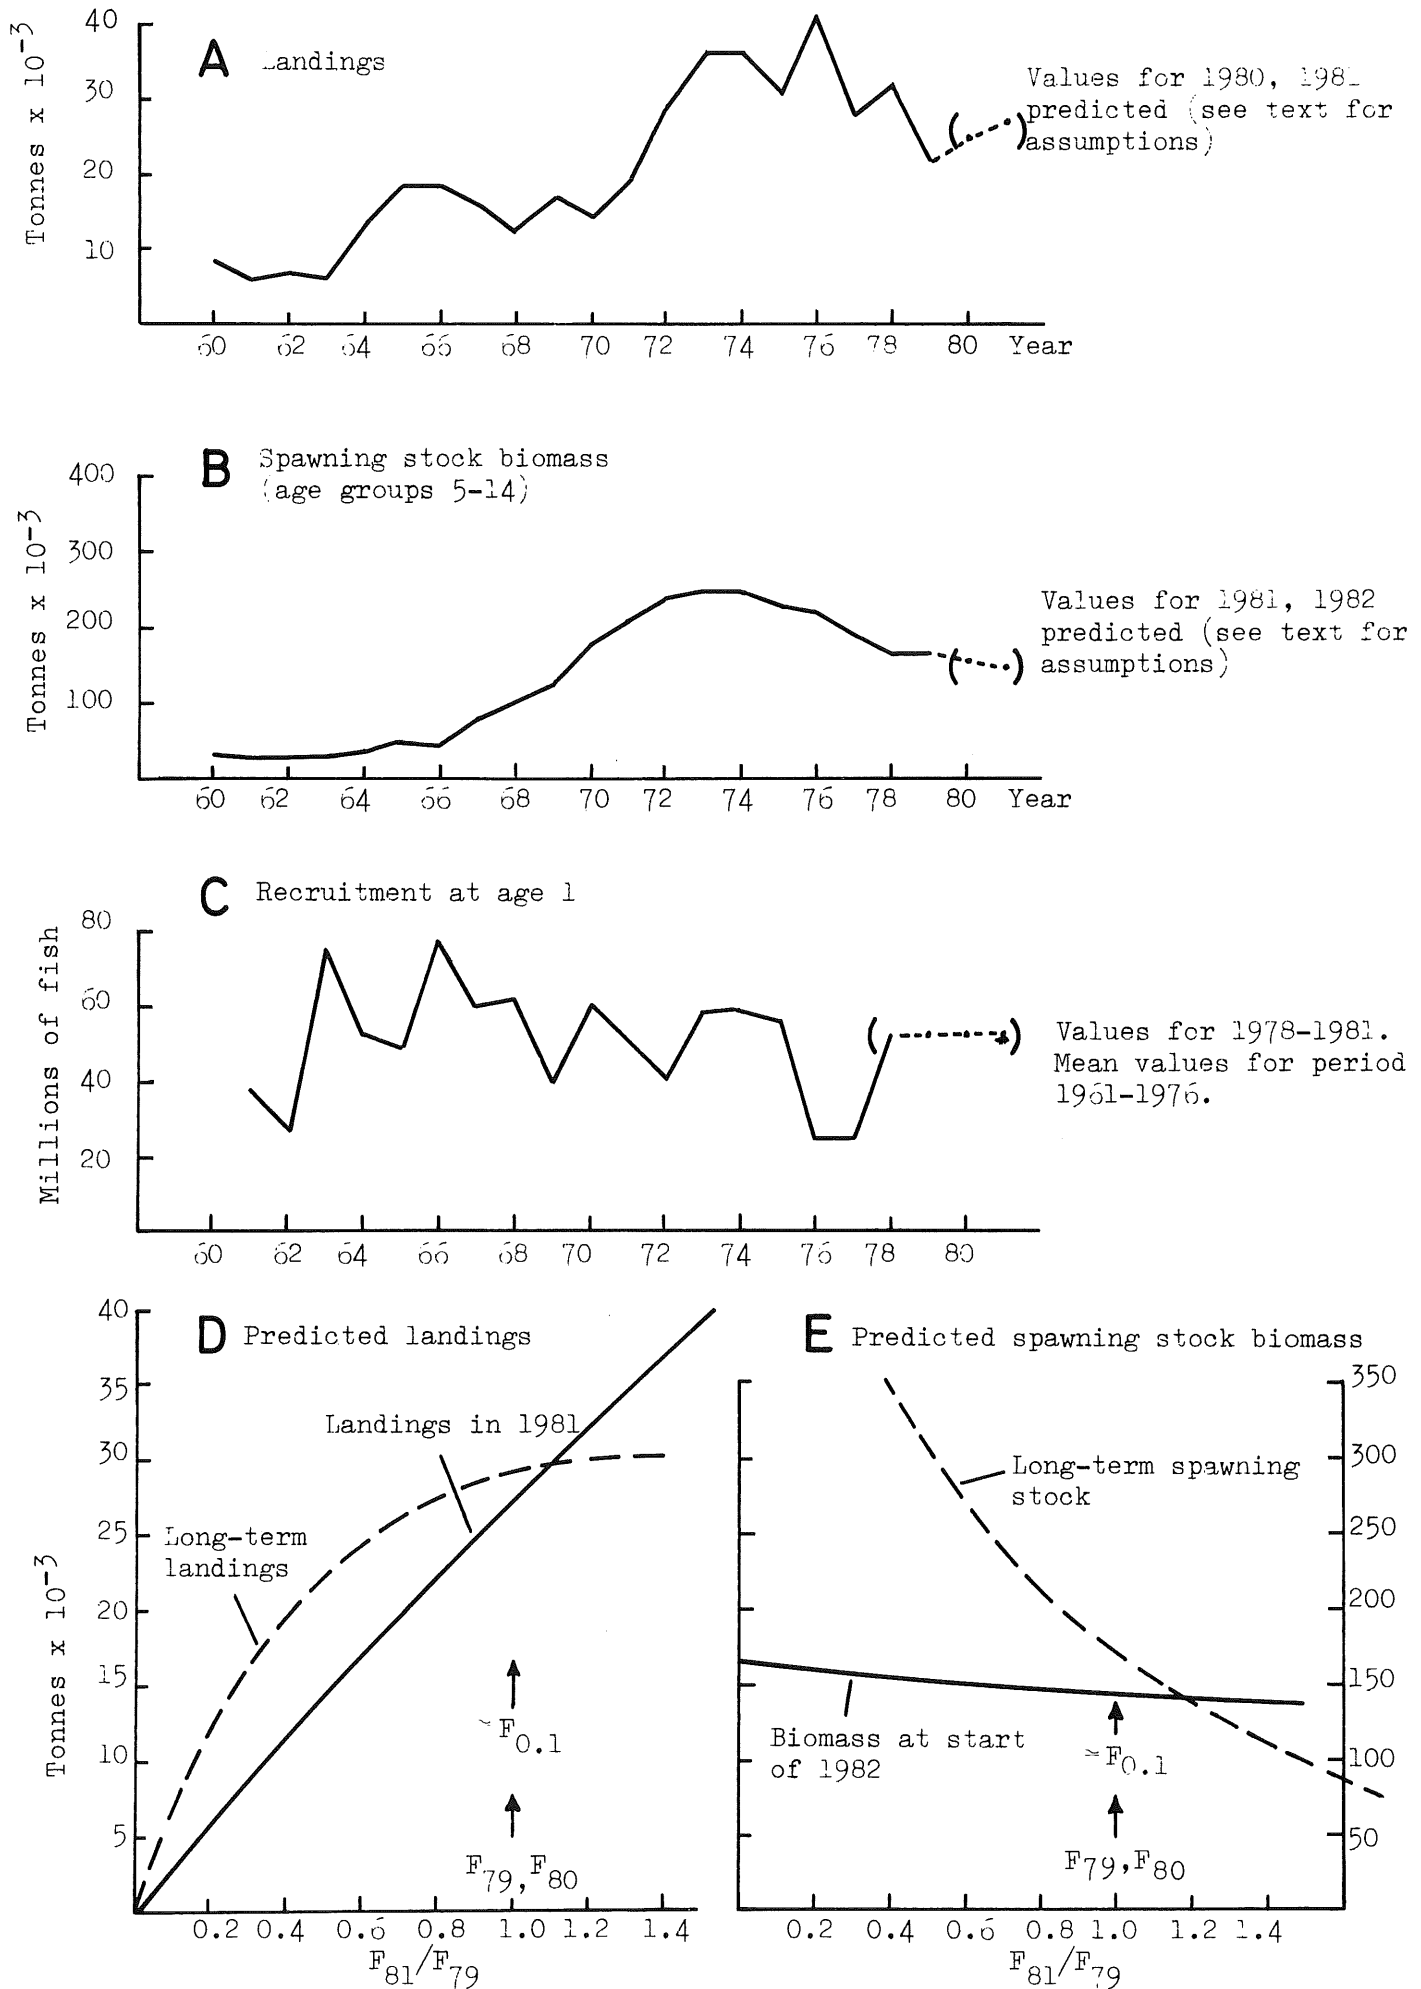 A Landings
Tonnes x 10-3
40
30
20
10
60 62 64 66 68 70 72 74 76 78 80 Year
Values for 1980, 1981
predicted (see text for
assumptions)
B Spawning stock biomass
(age groups 5-14)
Tonnes x 10-3
400
300
200
100
60 62 64 66 68 70 72 74 76 78 80 Year
Values for 1981, 1982
predicted (see text for
assumptions)
C Recruitment at age 1
Millions of fish
80
60
40
20
60 62 64 66 68 70 72 74 76 78 80
Values for 1978-1981.
Mean values for period
1961-1976.
D Predicted landings
Tonnes x 10-3
40
35
30
25
20
15
10
5
Landings in 1981
Long-term
landings
≃F0.1
F79,F80
0.2 0.4 0.6 0.8 1.0 1.2 1.4
F81/F79
E Predicted spawning stock biomass
350
300
250
200
150
100
50
Long-term spawning
stock
Biomass at start
of 1982
≃F0.1
F79,F80
0.2 0.4 0.6 0.8 1.0 1.2 1.4
F81/F79